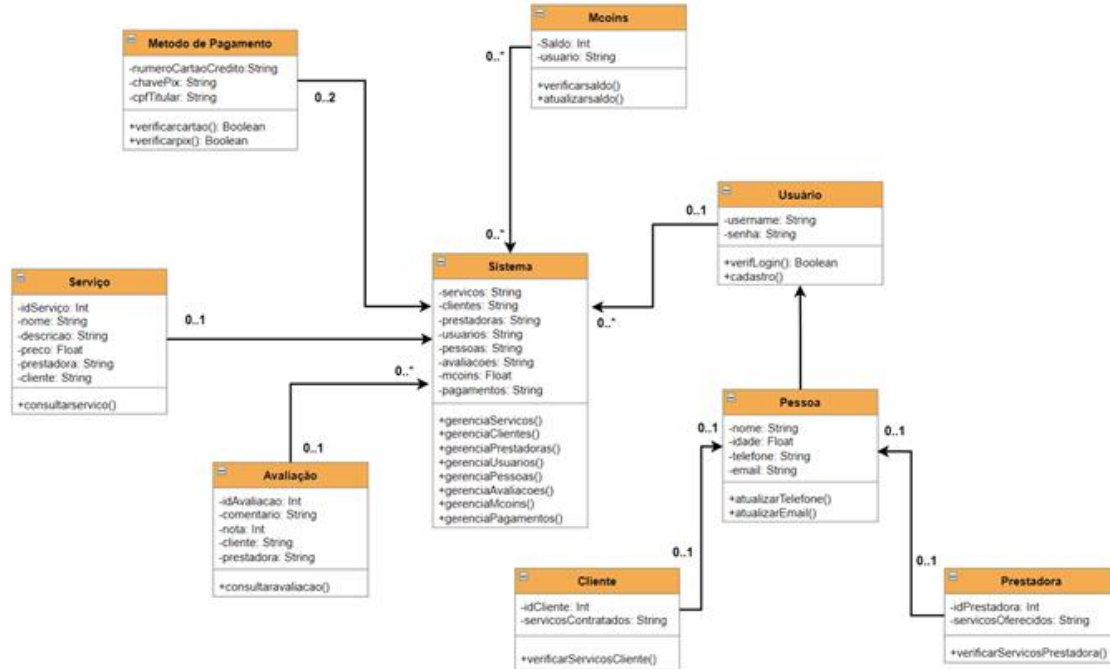 Mcoins
-Saldo: Int
-usuario: String
+verificarsaldo()
+atualizarsaldo()
0..*
0..*
Metodo de Pagamento
-numeroCartaoCredito:String
-chavePix: String
-cpfTitular: String
+verificarcartao(): Boolean
+verificarpix(): Boolean
0..2
Usuário
-username: String
-senha: String
+verifLogin(): Boolean
+cadastro()
0..1
0..*
Sistema
-servicos: String
-clientes: String
-prestadoras: String
-usuarios: String
-pessoas: String
-avaliacoes: String
-mcoins: Float
-pagamentos: String
+gerenciaServicos()
+gerenciaClientes()
+gerenciaPrestadoras()
+gerenciaUsuarios()
+gerenciaPessoas()
+gerenciaAvaliacoes()
+gerenciaMcoins()
+gerenciaPagamentos()
Serviço
-idServiço: Int
-nome: String
-descricao: String
-preco: Float
-prestadora: String
-cliente: String
+consultarservico()
0..1
0..*
0..1
Avaliação
-idAvaliacao: Int
-comentario: String
-nota: Int
-cliente: String
-prestadora: String
+consultaravaliacao()
Pessoa
-nome: String
-idade: Float
-telefone: String
-email: String
+atualizarTelefone()
+atualizarEmail()
0..1
0..1
0..1
0..1
Cliente
-idCliente: Int
-servicosContratados: String
+verificarServicosCliente()
Prestadora
-idPrestadora: Int
-servicosOferecidos: String
+verificarServicosPrestadora()